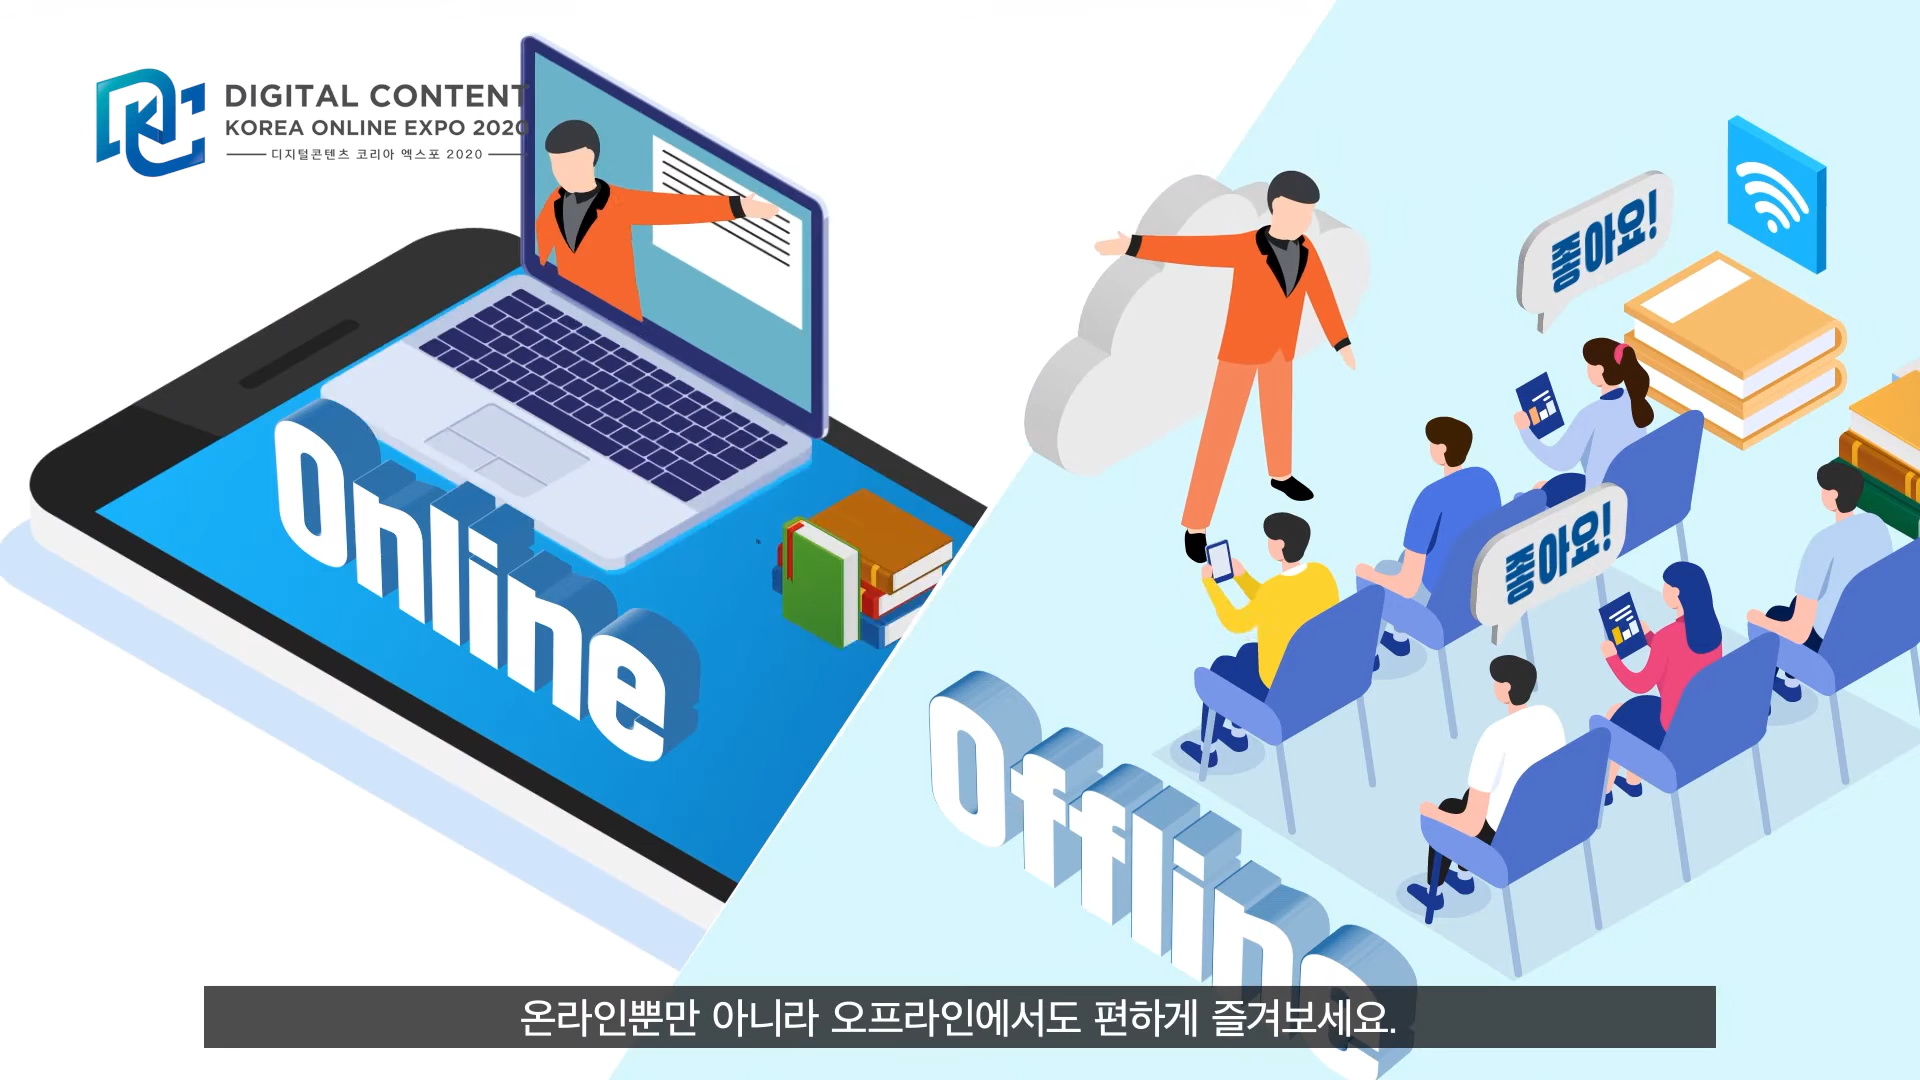 DIGITAL CONTENT
KOREA ONLINE EXPO 2020
디지털콘텐츠 코리아 엑스포 2020
Online
좋아요!
좋아요!
Offline
온라인뿐만 아니라 오프라인에서도 편하게 즐겨보세요.